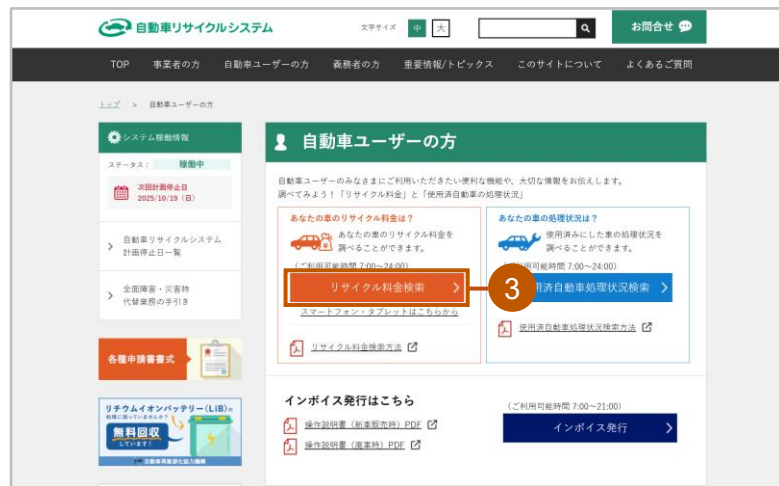 自動車リサイクルシステム
文字サイズ 中 大
お問合せ
TOP 事業者の方 自動車ユーザーの方 義務者の方 重要情報/トピックス このサイトについて よくあるご質問
トップ > 自動車ユーザーの方
システム稼働情報
ステータス: 稼働中
次回計画停止日
2025/10/19(日)
自動車リサイクルシステム
計画停止日一覧
全面障害・災害時
代替業務の手引き
各種申請書書式
リチウムイオンバッテリー(LiB)の
処理に困っていませんか?
無料回収
しています!
自動車ユーザーの方
自動車ユーザーのみなさまにご利用いただきたい便利な機能や、大切な情報をお伝えします。
調べてみよう!「リサイクル料金」と「使用済自動車の処理状況」
あなたの車のリサイクル料金は?
あなたの車のリサイクル料金を
調べることができます。
(ご利用可能時間 7:00~24:00)
リサイクル料金検索
3
スマートフォン・タブレットはこちらから
リサイクル料金検索方法
あなたの車の処理状況は?
使用済みにした車の処理状況を
調べることができます。
利用可能時間 7:00~24:00)
用済自動車処理状況検索
使用済自動車処理状況検索方法
インボイス発行はこちら
操作説明書(新車販売時)PDF
操作説明書(廃車時)PDF
(ご利用可能時間 7:00~21:00)
インボイス発行